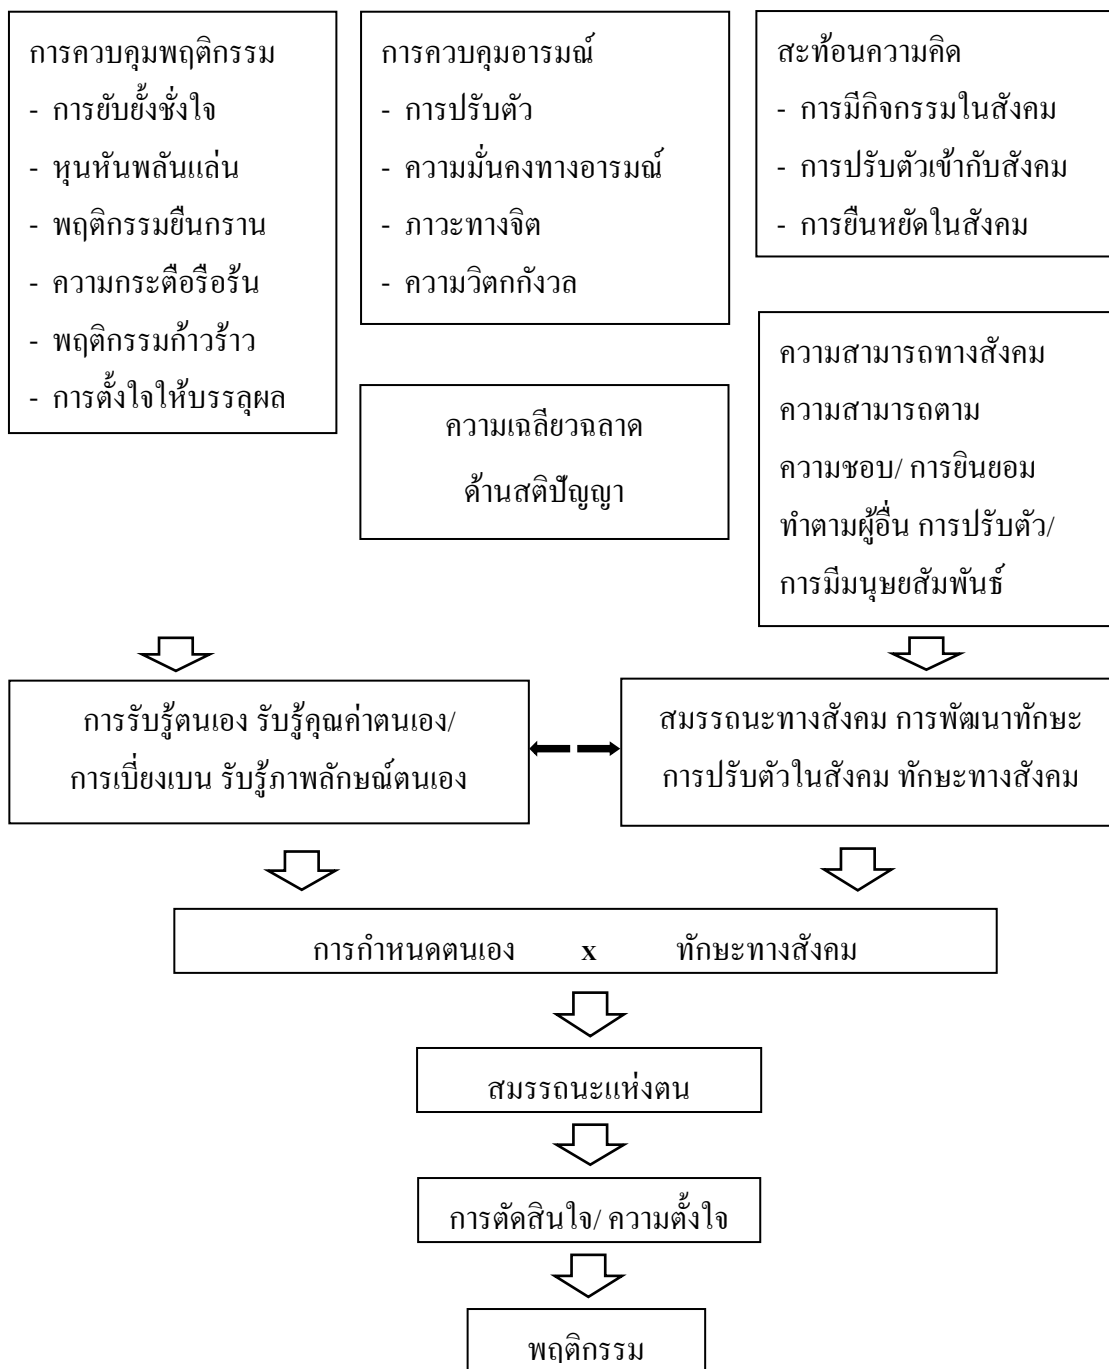 การควบคุมพฤติกรรม
- การยับยั้งชั่งใจ
- หุนหันพลันแล่น
- พฤติกรรมยืนกราน
- ความกระตือรือร้น
- พฤติกรรมก้าวร้าว
- การตั้งใจให้บรรลุผล
การควบคุมอารมณ์
- การปรับตัว
- ความมั่นคงทางอารมณ์
- ภาวะทางจิต
- ความวิตกกังวล
สะท้อนความคิด
- การมีกิจกรรมในสังคม
- การปรับตัวเข้ากับสังคม
- การยืนหยัดในสังคม
ความเฉลียวฉลาด
ด้านสติปัญญา
ความสามารถทางสังคม
ความสามารถตาม
ความชอบ/ การยินยอม
ทำตามผู้อื่น การปรับตัว/
การมีมนุษยสัมพันธ์
การรับรู้ตนเอง รับรู้คุณค่าตนเอง/
การเบี่ยงเบน รับรู้ภาพลักษณ์ตนเอง
สมรรถนะทางสังคม การพัฒนาทักษะ
การปรับตัวในสังคม ทักษะทางสังคม
การกำหนดตนเอง x ทักษะทางสังคม
สมรรถนะแห่งตน
การตัดสินใจ/ ความตั้งใจ
พฤติกรรม